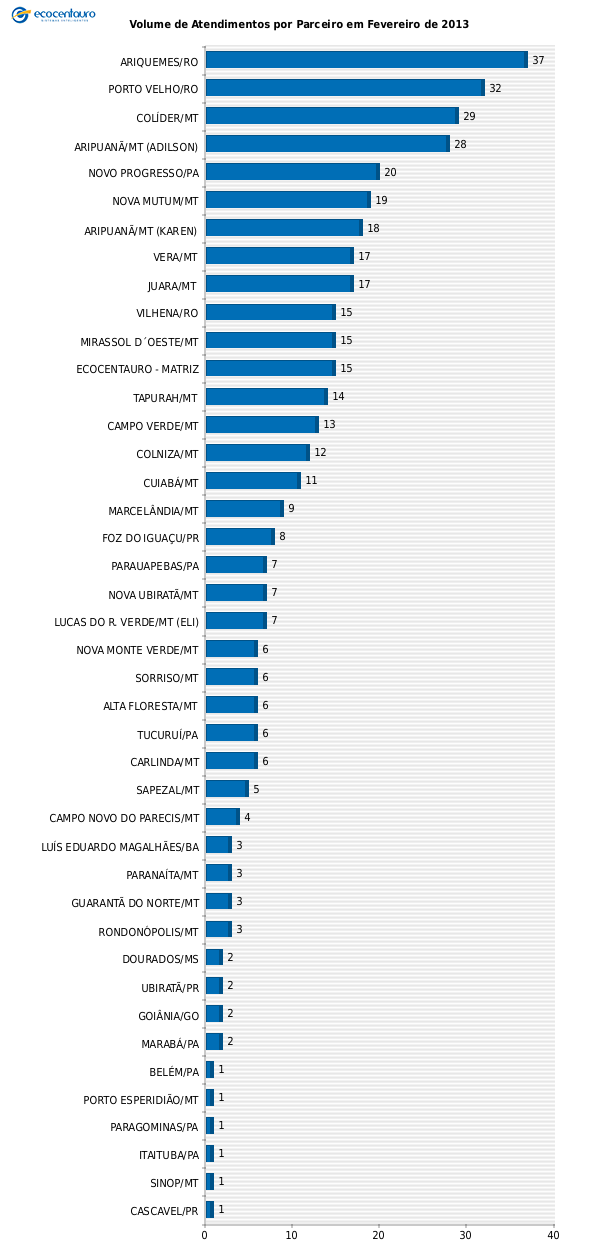 ecocentauro
Volume de Atendimentos por Parceiro em Fevereiro de 2013
ARIQUEMES/RO 37
PORTO VELHO/RO 32
COLÍDER/MT 29
ARIPUANÃ/MT (ADILSON) 28
NOVO PROGRESSO/PA 20
NOVA MUTUM/MT 19
ARIPUANÃ/MT (KAREN) 18
VERA/MT 17
JUARA/MT 17
VILHENA/RO 15
MIRASSOL D´OESTE/MT 15
ECOCENTAURO - MATRIZ 15
TAPURAH/MT 14
CAMPO VERDE/MT 13
COLNIZA/MT 12
CUIABÁ/MT 11
MARCELÂNDIA/MT 9
FOZ DO IGUAÇU/PR 8
PARAUAPEBAS/PA 7
NOVA UBIRATÃ/MT 7
LUCAS DO R. VERDE/MT (ELI) 7
NOVA MONTE VERDE/MT 6
SORRISO/MT 6
ALTA FLORESTA/MT 6
TUCURUÍ/PA 6
CARLINDA/MT 6
SAPEZAL/MT 5
CAMPO NOVO DO PARECIS/MT 4
LUÍS EDUARDO MAGALHÃES/BA 3
PARANAÍTA/MT 3
GUARANTÃ DO NORTE/MT 3
RONDONÓPOLIS/MT 3
DOURADOS/MS 2
UBIRATÃ/PR 2
GOIÂNIA/GO 2
MARABÁ/PA 2
BELÉM/PA 1
PORTO ESPERIDIÃO/MT 1
PARAGOMINAS/PA 1
ITAITUBA/PA 1
SINOP/MT 1
CASCAVEL/PR 1
0 10 20 30 40